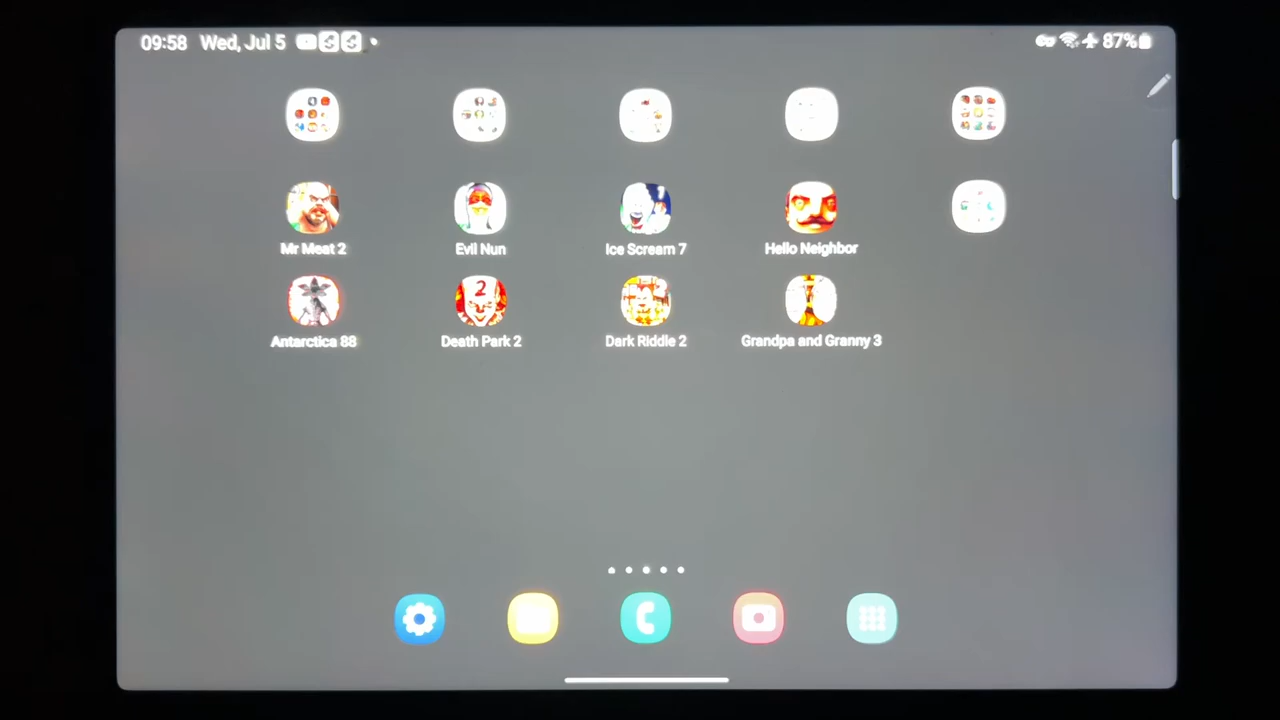 09:58 Wed, Jul 5 87%
Mr Meat 2 Evil Nun Ice Scream 7 Hello Neighbor
2
Antarctica 88 Death Park 2 Dark Riddle 2 Grandpa and Granny 3